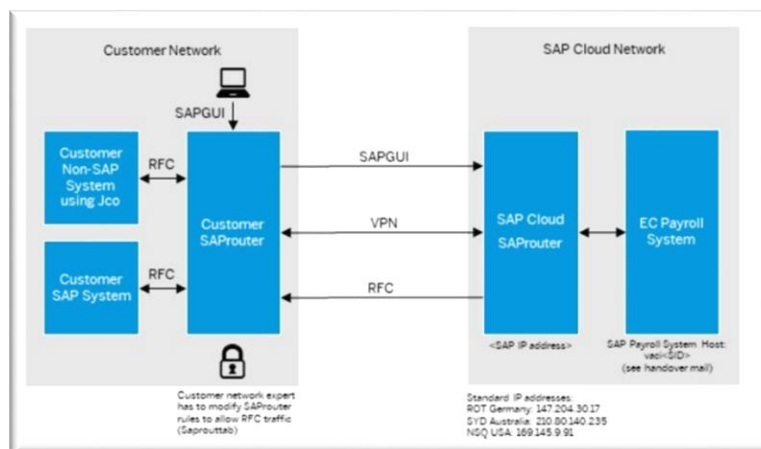 Customer Network
SAP Cloud Network
SAPGUI
Customer
Non-SAP
System
using Jco
RFC
Customer
SAProuter
Customer
SAP System
RFC
SAPGUI
VPN
RFC
SAP Cloud
SAProuter
EC Payroll
System
<SAP IP address>
SAP Payroll System Host:
vaci<SID>
(see handover mail)
Customer network expert
has to modify SAProuter
rules to allow RFC traffic
(Saprouttab)
Standard IP addresses:
ROT Germany: 147.204.30.17
SYD Australia: 210.80.140.235
NSQ USA: 169.145.9.91